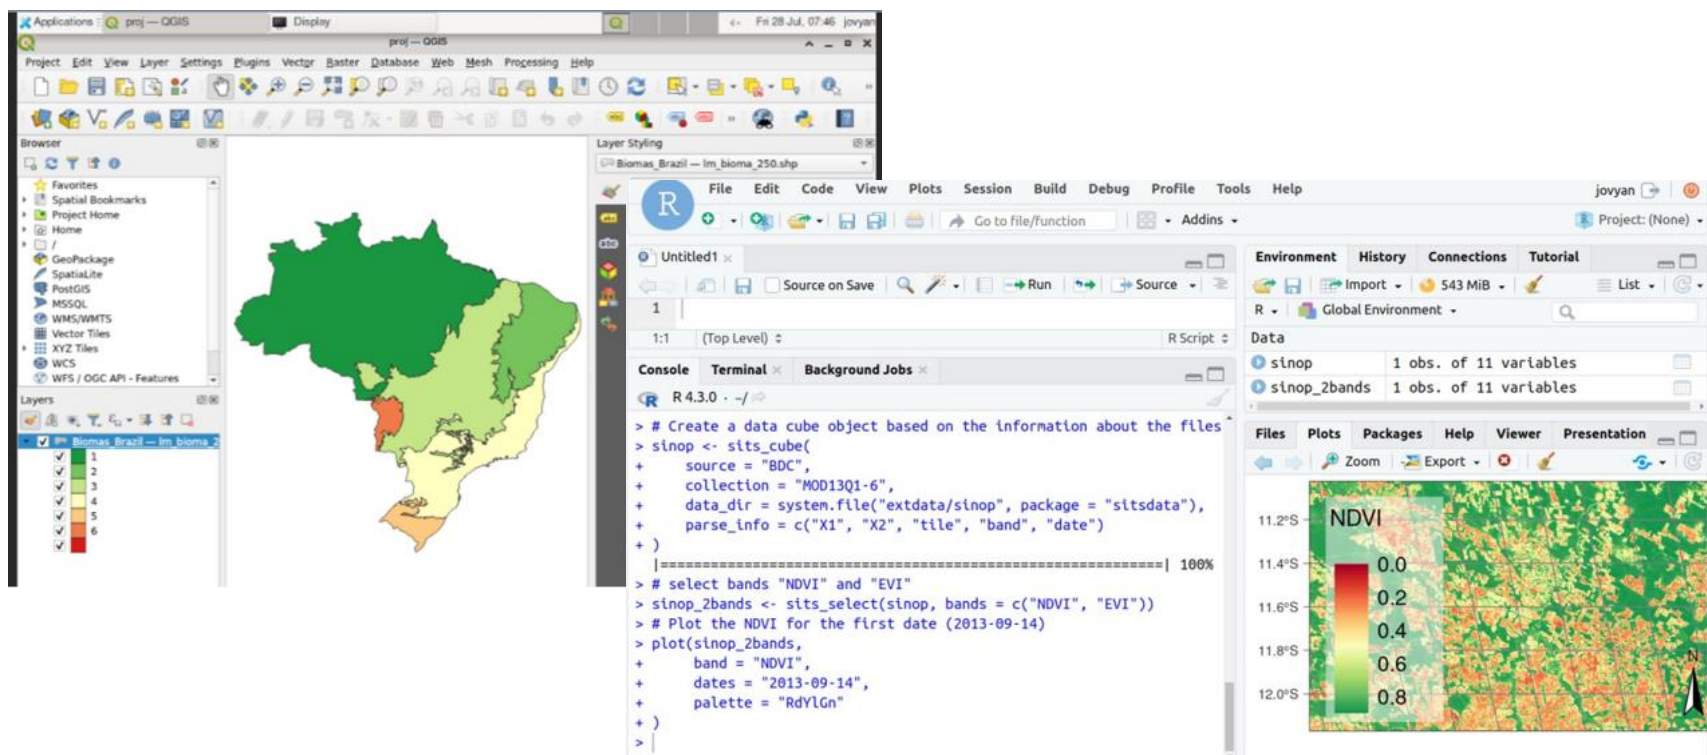 Applications
proj — QGIS
Display
Fri 28 Jul, 07:46 jovyan
proj — QGIS
Project Edit View Layer Settings Plugins Vector Raster Database Web Mesh Processing Help
Browser
Favorites
Spatial Bookmarks
Project Home
Home
/
GeoPackage
SpatiaLite
PostGIS
MSSQL
WMS/WMTS
Vector Tiles
XYZ Tiles
WCS
WFS / OGC API - Features
Layers
Biomas_Brazil — lm_bioma_2
1
2
3
4
5
6
Layer Styling
Biomas_Brazil — lm_bioma_250.shp
R
File Edit Code View Plots Session Build Debug Profile Tools Help
jovyan
Go to file/function
Addins
Project: (None)
Untitled1
Source on Save
Run
Source
1
1:1 (Top Level)
R Script
Console Terminal Background Jobs
R 4.3.0 · ~/
> # Create a data cube object based on the information about the files
> sinop <- sits_cube(
+ source = "BDC",
+ collection = "MOD13Q1-6",
+ data_dir = system.file("extdata/sinop", package = "sitsdata"),
+ parse_info = c("X1", "X2", "tile", "band", "date")
+ )
|=============================================================| 100%
> # select bands "NDVI" and "EVI"
> sinop_2bands <- sits_select(sinop, bands = c("NDVI", "EVI"))
> # Plot the NDVI for the first date (2013-09-14)
> plot(sinop_2bands,
+ band = "NDVI",
+ dates = "2013-09-14",
+ palette = "RdYlGn"
+ )
>
Environment History Connections Tutorial
Import
543 MiB
List
R
Global Environment
Data
sinop 1 obs. of 11 variables
sinop_2bands 1 obs. of 11 variables
Files Plots Packages Help Viewer Presentation
Zoom
Export
11.2°S
11.4°S
11.6°S
11.8°S
12.0°S
NDVI
0.0
0.2
0.4
0.6
0.8
N